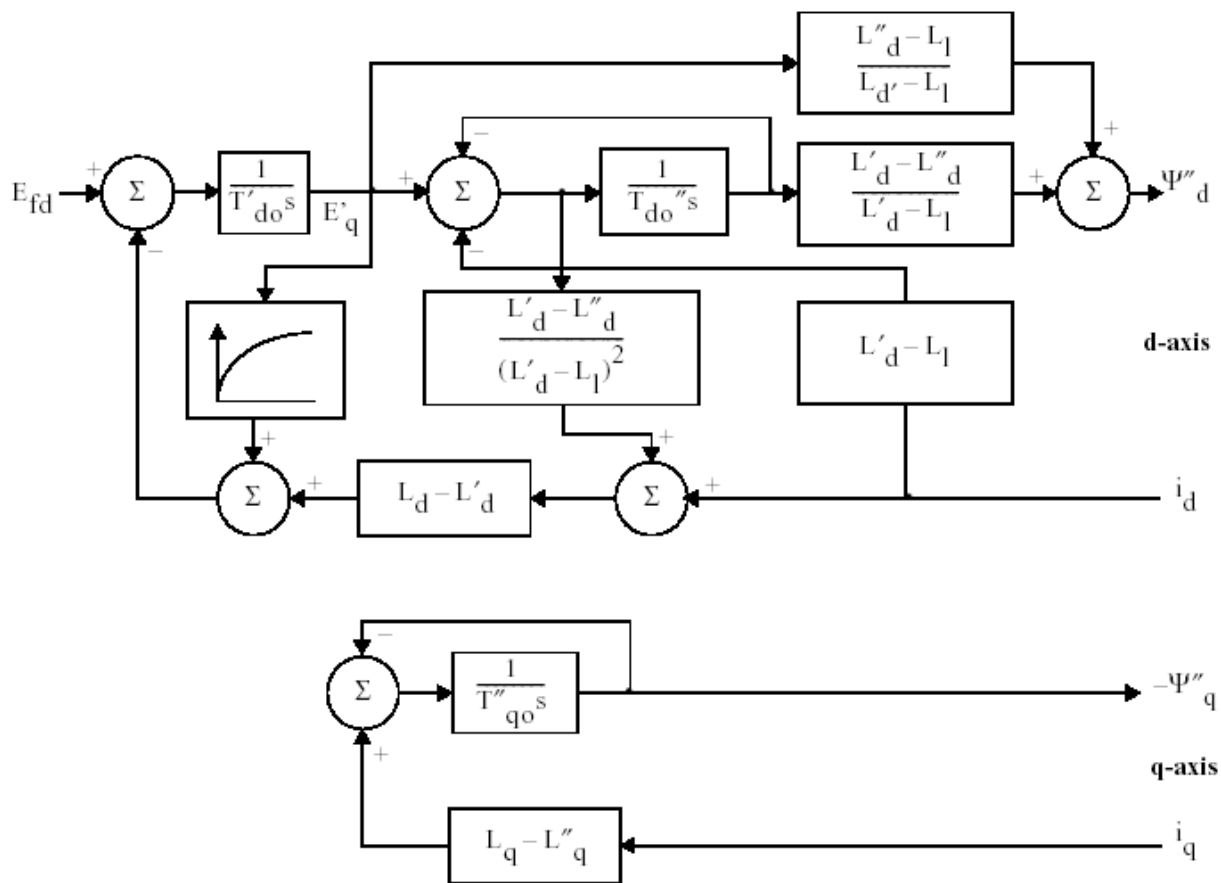 L″d – Ll
Ld′ – Ll
+
–
+
Efd
Σ
1
T′do s
E'q
+
Σ
1
Tdo″s
L′d – L″d
L′d – Ll
+
Σ
Ψ″d
–
–
L′d – L″d
(L′d – Ll)2
L′d – Ll
d-axis
+
+
Σ
+
Ld – L′d
Σ
+
id
–
Σ
1
T″qo s
–Ψ″q
+
q-axis
Lq – L″q
iq